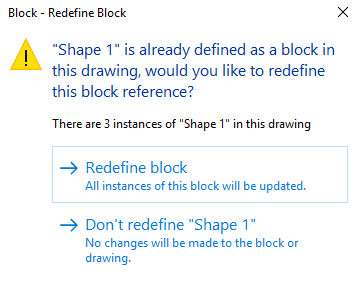 Block - Redefine Block
"Shape 1" is already defined as a block in
this drawing, would you like to redefine
this block reference?
There are 3 instances of "Shape 1" in this drawing
Redefine block
All instances of this block will be updated.
Don't redefine "Shape 1"
No changes will be made to the block or
drawing.